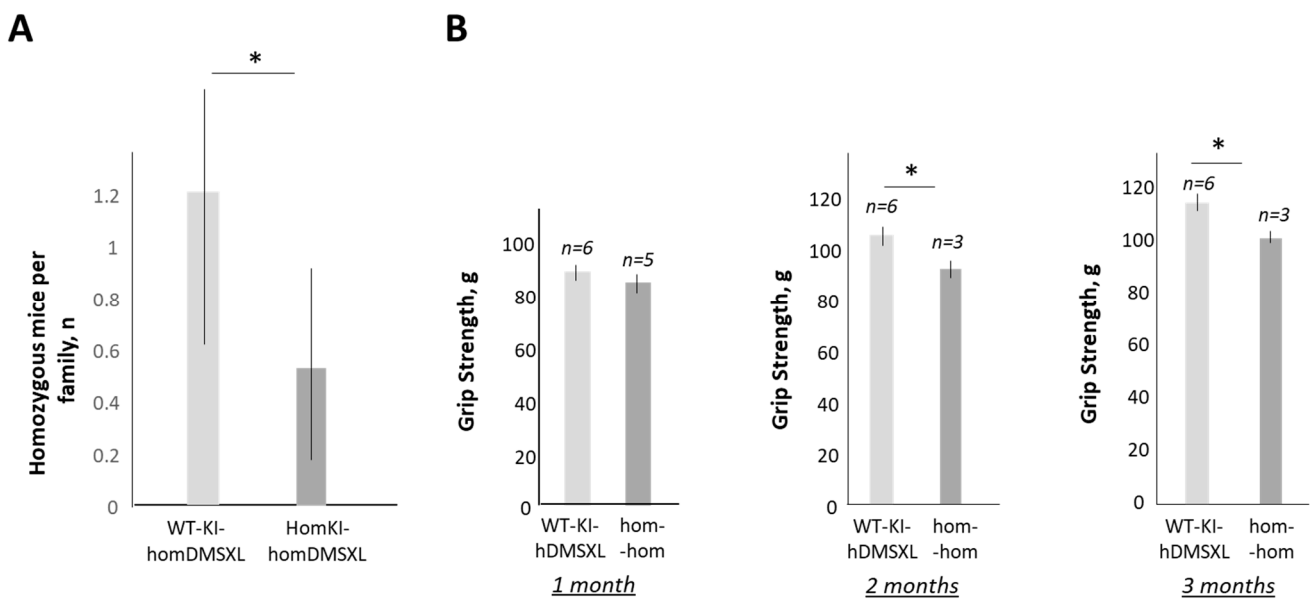 A
*
Homozygous mice per
family, n
1.2
1
0.8
0.6
0.4
0.2
0
WT-KI-
homDMSXL
HomKI-
homDMSXL
B
Grip Strength, g
100
80
60
40
20
0
n=6
n=5
WT-KI-
hDMSXL
hom-
-hom
1 month
Grip Strength, g
120
100
80
60
40
20
0
*
n=6
n=3
WT-KI-
hDMSXL
hom-
-hom
2 months
Grip Strength, g
120
100
80
60
40
20
0
*
n=6
n=3
WT-KI-
hDMSXL
hom-
-hom
3 months